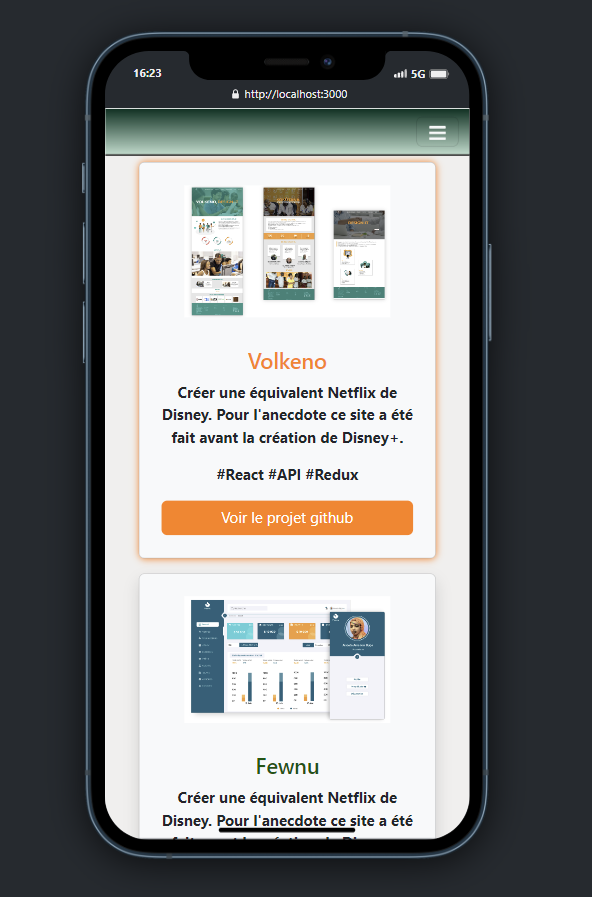 16:23
5G
http://localhost:3000
Volkeno
Créer une équivalent Netflix de
Disney. Pour l'anecdote ce site a été
fait avant la création de Disney+.
#React #API #Redux
Voir le projet github
Fewnu
Créer une équivalent Netflix de
Disney. Pour l'anecdote ce site a été